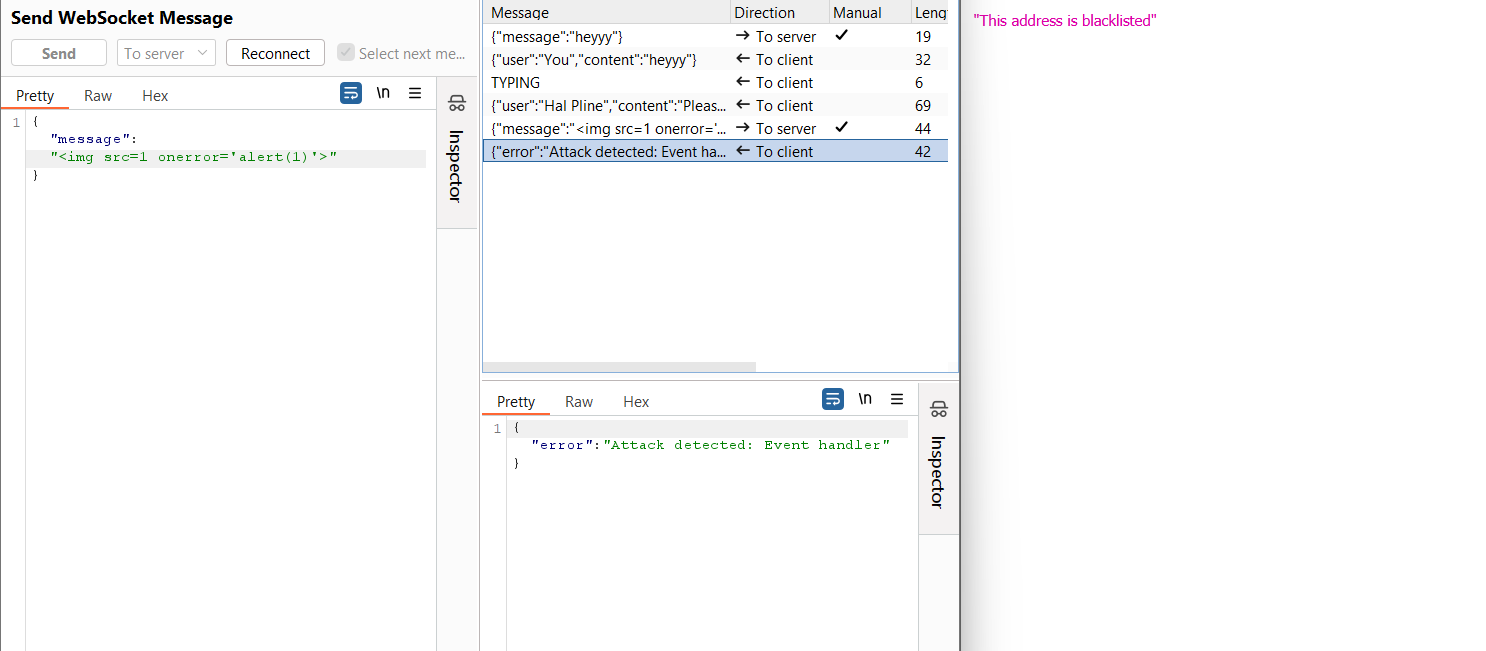 Send WebSocket Message
Send To server Reconnect Select next me...
Pretty Raw Hex \n
1 {
"message":
"<img src=1 onerror='alert(1)'>"
}
Inspector
Message Direction Manual Leng
{"message":"heyyy"} → To server ✓ 19
{"user":"You","content":"heyyy"} ← To client 32
TYPING ← To client 6
{"user":"Hal Pline","content":"Pleas... ← To client 69
{"message":"<img src=1 onerror='... → To server ✓ 44
{"error":"Attack detected: Event ha... ← To client 42
Pretty Raw Hex \n
1 {
"error":"Attack detected: Event handler"
}
Inspector
"This address is blacklisted"